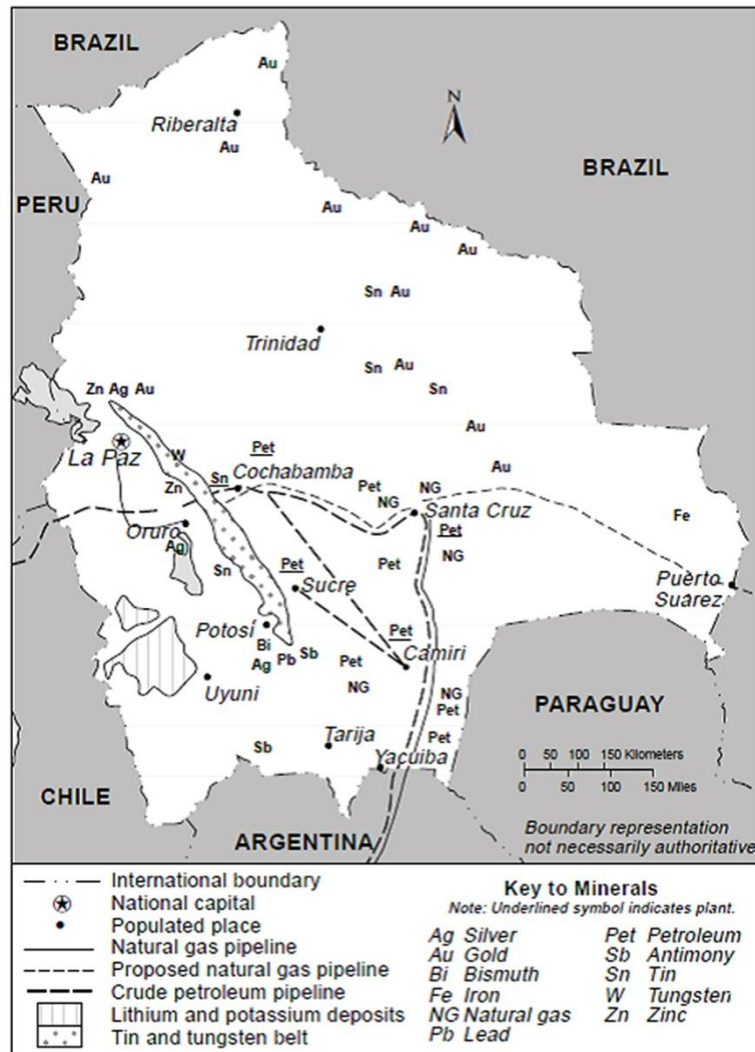 BRAZIL
Au
Riberalta
Au
N
BRAZIL
Au
PERU
Au
Au
Au
Sn Au
Trinidad
Sn
Au
Sn
Zn Ag Au
Au
La Paz
W
Pet
Sn
Cochabamba
Zn
Au
Pet
NG
NG
Santa Cruz
Fe
Oruro
Ag
Pet
NG
Sn
Pet
Sucre
Pet
Puerto
Suárez
Potosí
Bi
Ag
Pb
Sb
Pet
Camiri
Pet
NG
Uyuni
NG
Pet
PARAGUAY
Tarija
Sb
Pet
Yacuiba
0 50 100 150 Kilometers
0 50 100 150 Miles
CHILE
ARGENTINA
Boundary representation
not necessarily authoritative
International boundary
National capital
Populated place
Natural gas pipeline
Proposed natural gas pipeline
Crude petroleum pipeline
Lithium and potassium deposits
Tin and tungsten belt
Key to Minerals
Note: Underlined symbol indicates plant.
Ag Silver
Au Gold
Bi Bismuth
Fe Iron
NG Natural gas
Pb Lead
Pet Petroleum
Sb Antimony
Sn Tin
W Tungsten
Zn Zinc